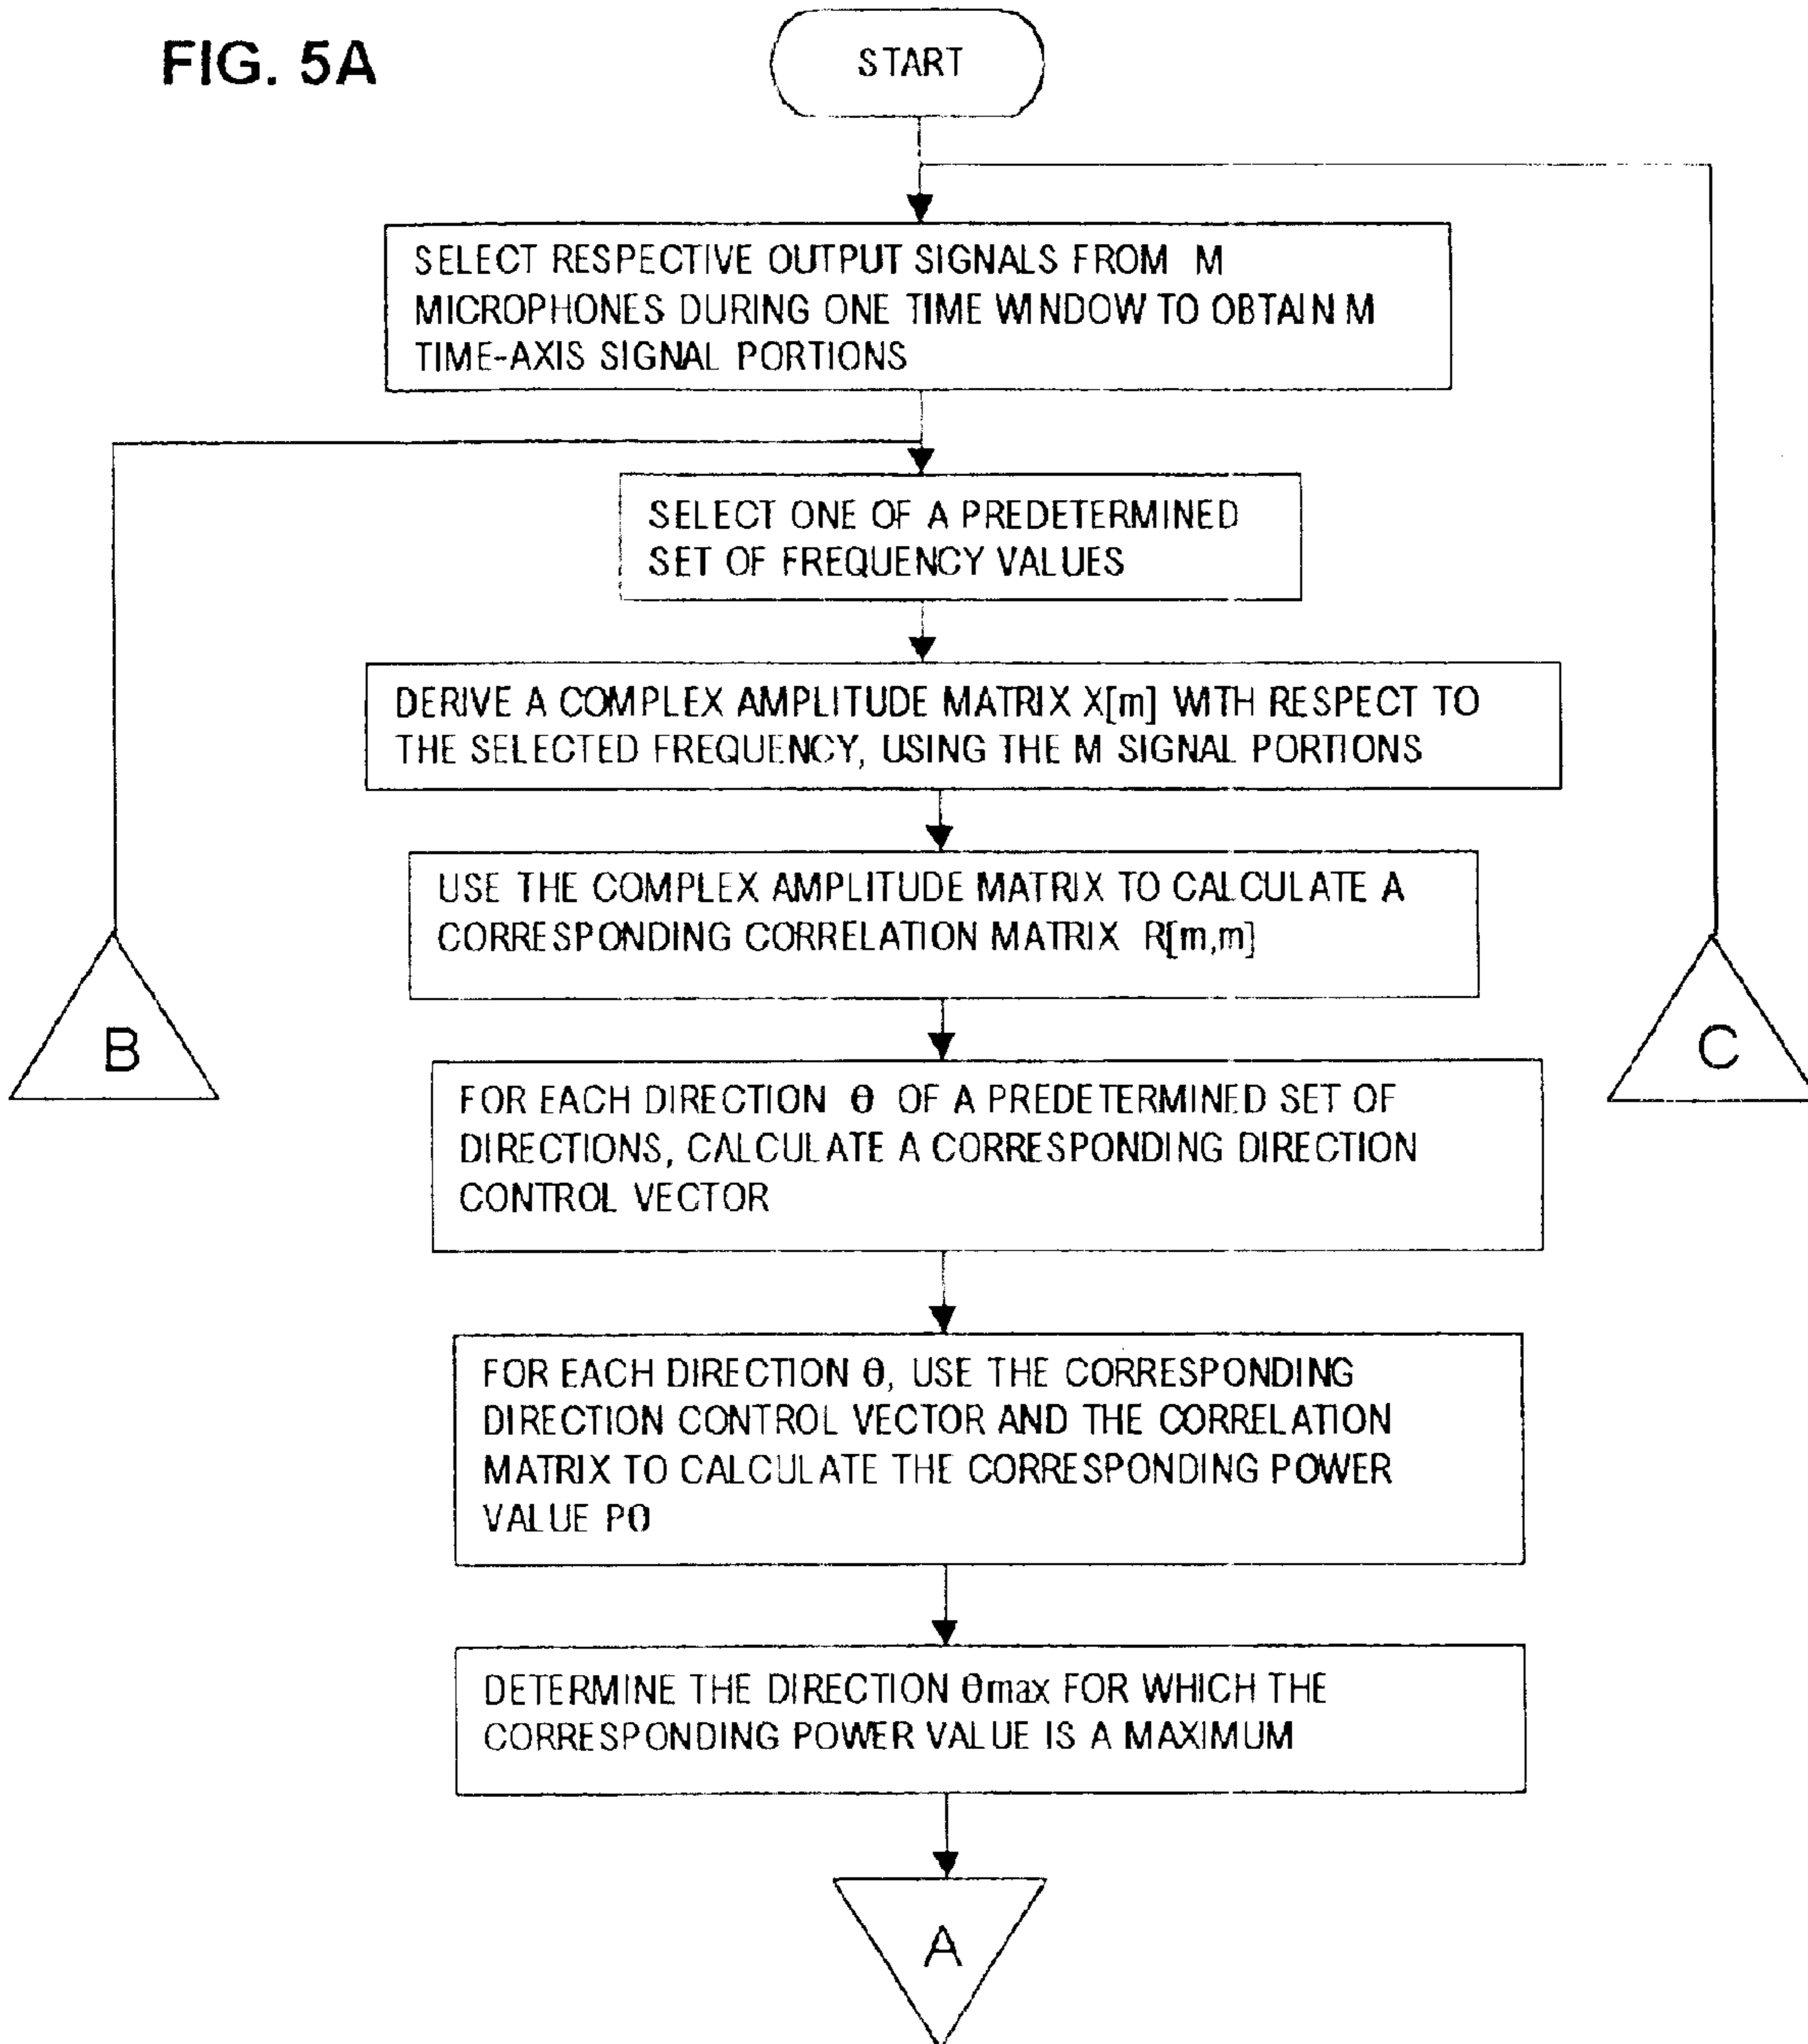 FIG. 5A
START
SELECT RESPECTIVE OUTPUT SIGNALS FROM M
MICROPHONES DURING ONE TIME WINDOW TO OBTAIN M
TIME-AXIS SIGNAL PORTIONS
SELECT ONE OF A PREDETERMINED
SET OF FREQUENCY VALUES
DERIVE A COMPLEX AMPLITUDE MATRIX X[m] WITH RESPECT TO
THE SELECTED FREQUENCY, USING THE M SIGNAL PORTIONS
USE THE COMPLEX AMPLITUDE MATRIX TO CALCULATE A
CORRESPONDING CORRELATION MATRIX R[m,m]
B
C
FOR EACH DIRECTION θ OF A PREDETERMINED SET OF
DIRECTIONS, CALCULATE A CORRESPONDING DIRECTION
CONTROL VECTOR
FOR EACH DIRECTION θ, USE THE CORRESPONDING
DIRECTION CONTROL VECTOR AND THE CORRELATION
MATRIX TO CALCULATE THE CORRESPONDING POWER
VALUE Pθ
DETERMINE THE DIRECTION θmax FOR WHICH THE
CORRESPONDING POWER VALUE IS A MAXIMUM
A